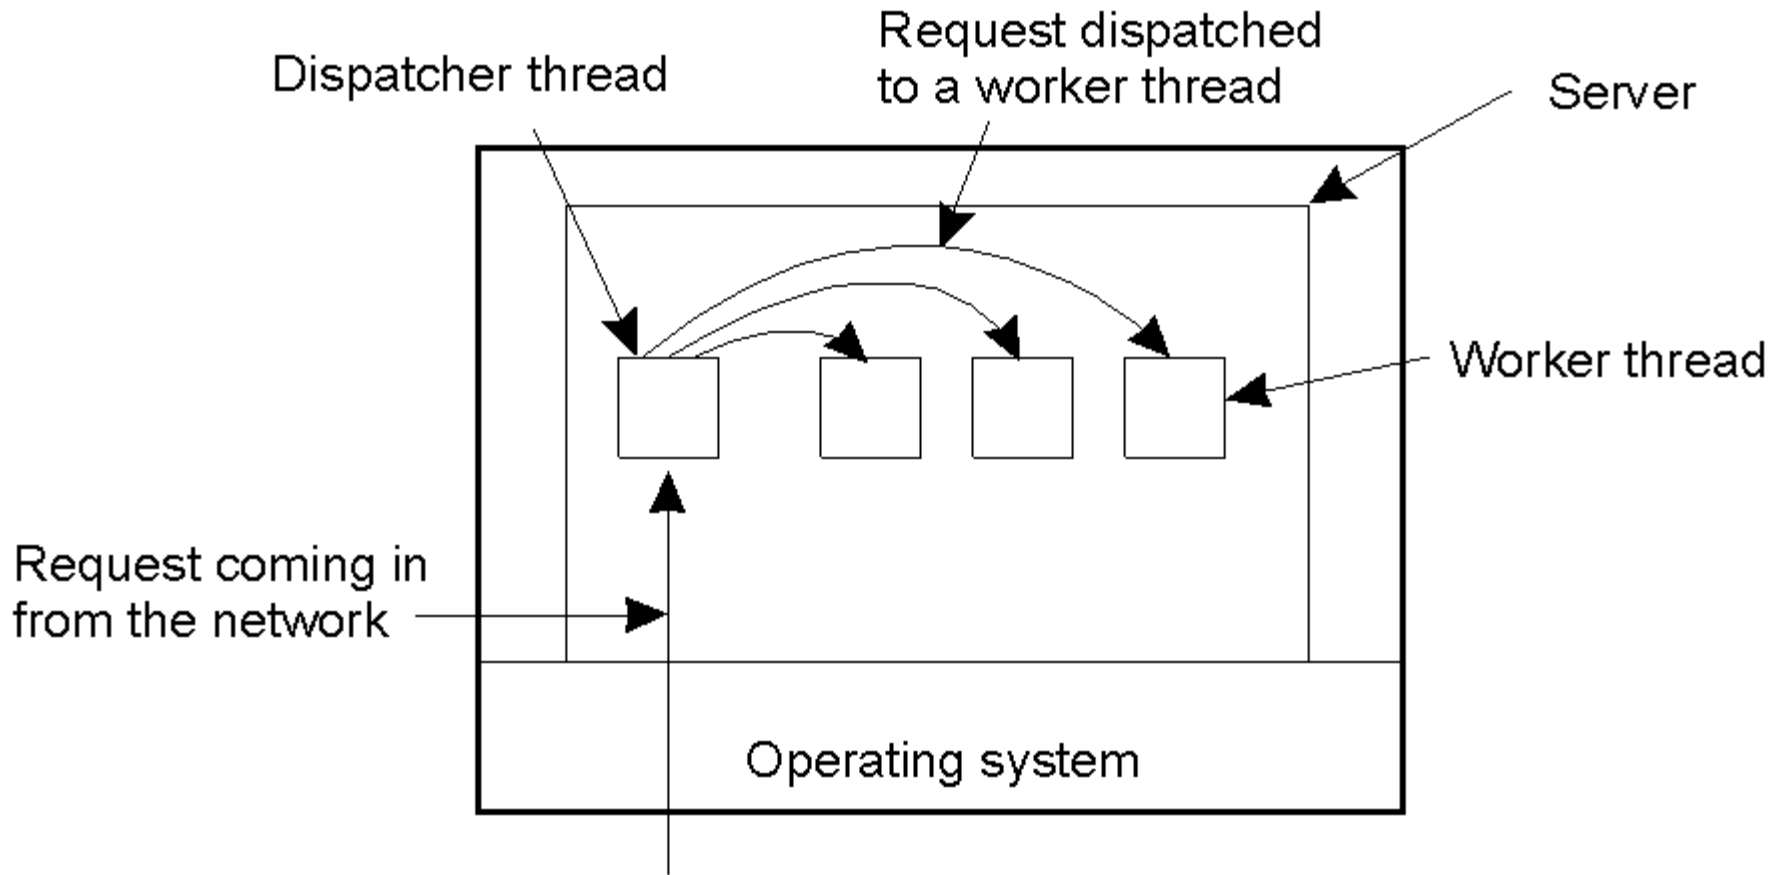 Request dispatched
to a worker thread
Dispatcher thread
Server
Worker thread
Request coming in
from the network
Operating system